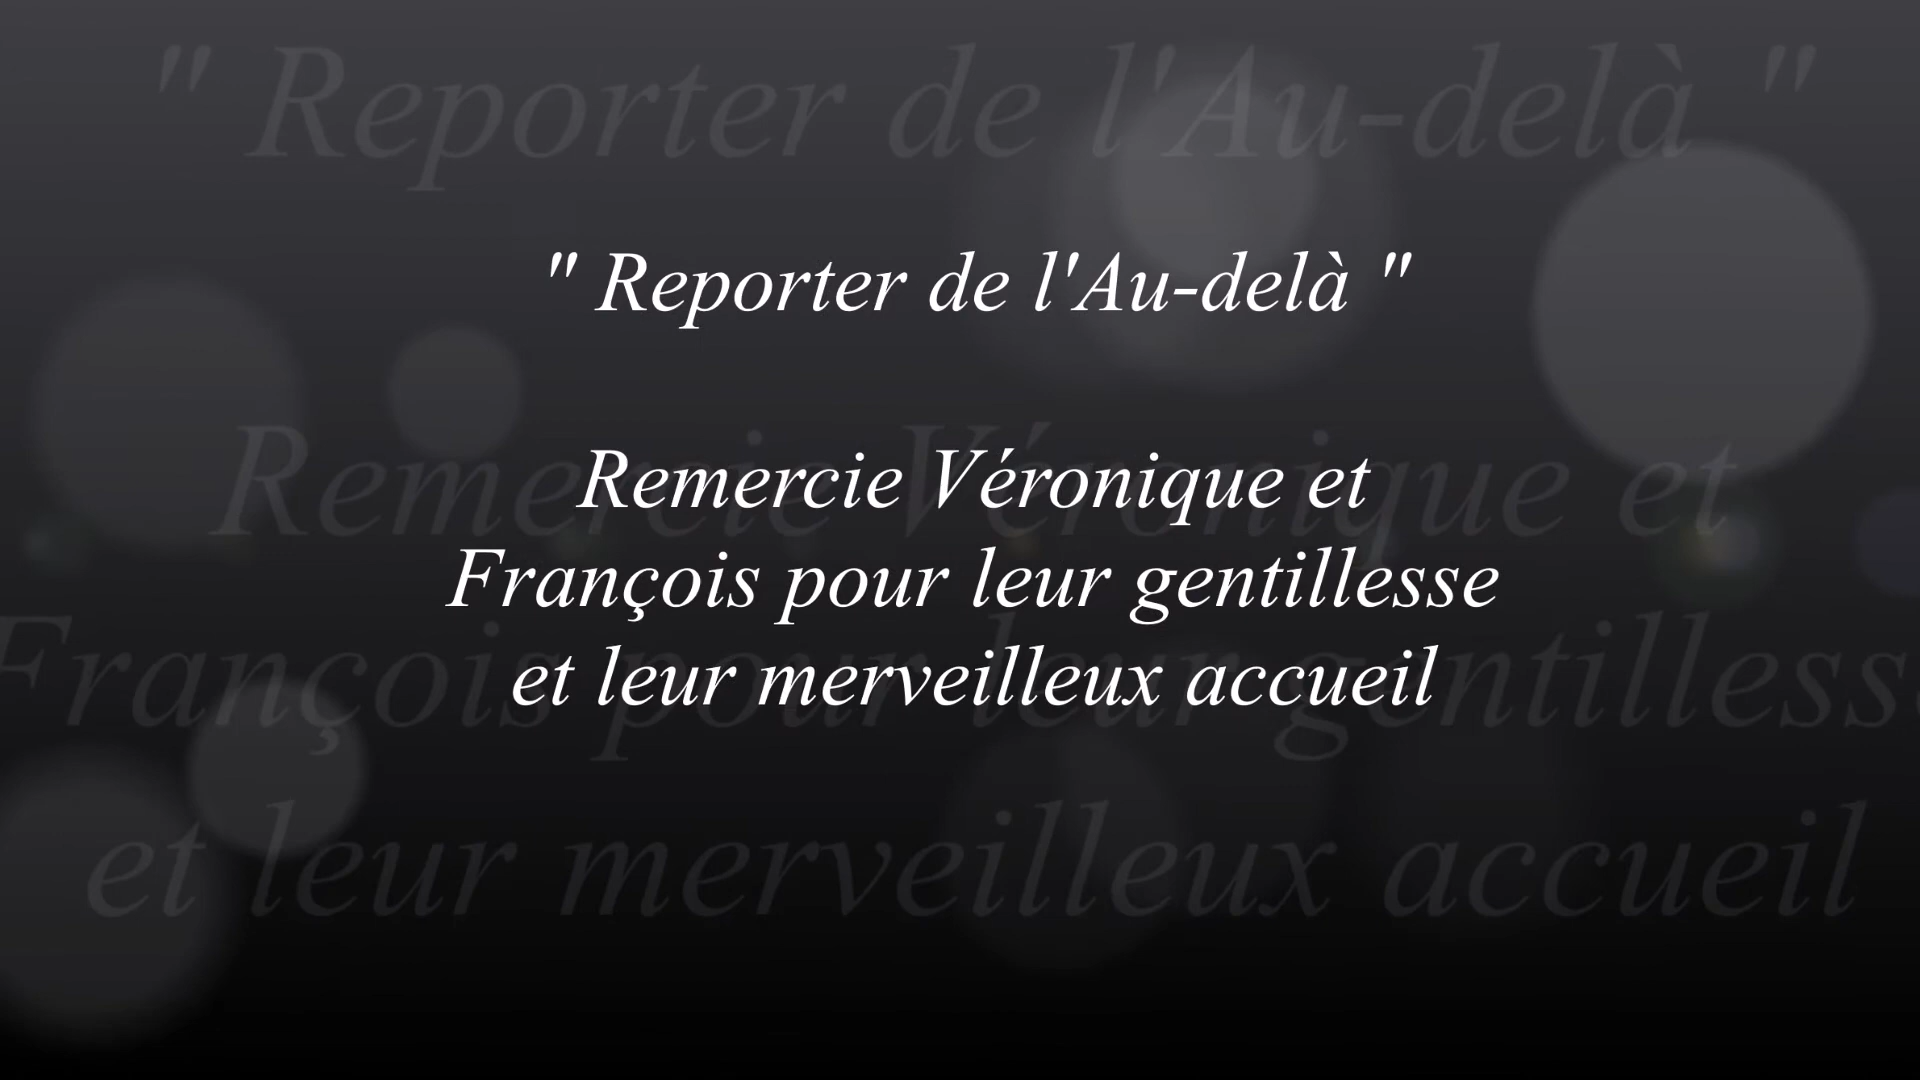 " Reporter de l'Au-delà "
Remercie Véronique et
François pour leur gentillesse
et leur merveilleux accueil